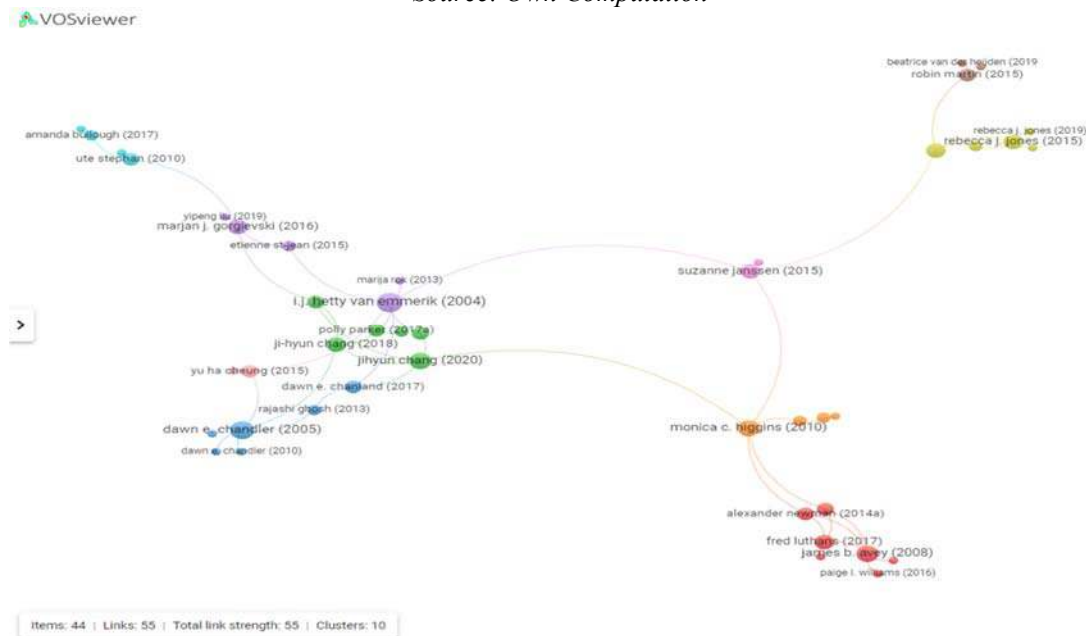 Source: Own Computation
VOSviewer
beatrice van der heijden (2019
robin martin (2015)
rebecca j. jones (2019)
rebecca j. jones (2015)
amanda bullough (2017)
ute stephan (2010)
yipeng liu (2019)
marjan j. gorgievski (2016)
etienne st-jean (2015)
suzanne janssen (2015)
marija rok (2013)
i.j. hetty van emmerik (2004)
polly parker (2017a)
ji-hyun chang (2018)
jihyun chang (2020)
yu ha cheung (2015)
dawn e. chanland (2017)
rajashi ghosh (2013)
dawn e. chandler (2005)
monica c. higgins (2010)
dawn e. chandler (2010)
alexander newman (2014a)
fred luthans (2017)
james b. avey (2008)
paige l. williams (2016)
Items: 44 | Links: 55 | Total link strength: 55 | Clusters: 10